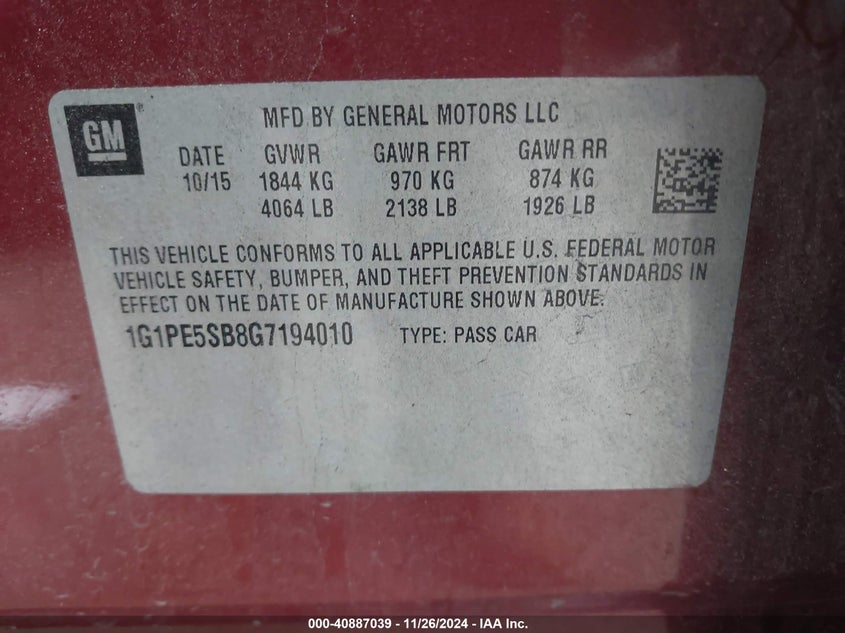 GM ®
MFD BY GENERAL MOTORS LLC
DATE GVWR GAWR FRT GAWR RR
10/15 1844 KG 970 KG 874 KG
4064 LB 2138 LB 1926 LB
THIS VEHICLE CONFORMS TO ALL APPLICABLE U.S. FEDERAL MOTOR
VEHICLE SAFETY, BUMPER, AND THEFT PREVENTION STANDARDS IN
EFFECT ON THE DATE OF MANUFACTURE SHOWN ABOVE.
1G1PE5SB8G7194010 TYPE: PASS CAR
000-40887039 - 11/26/2024 - IAA Inc.